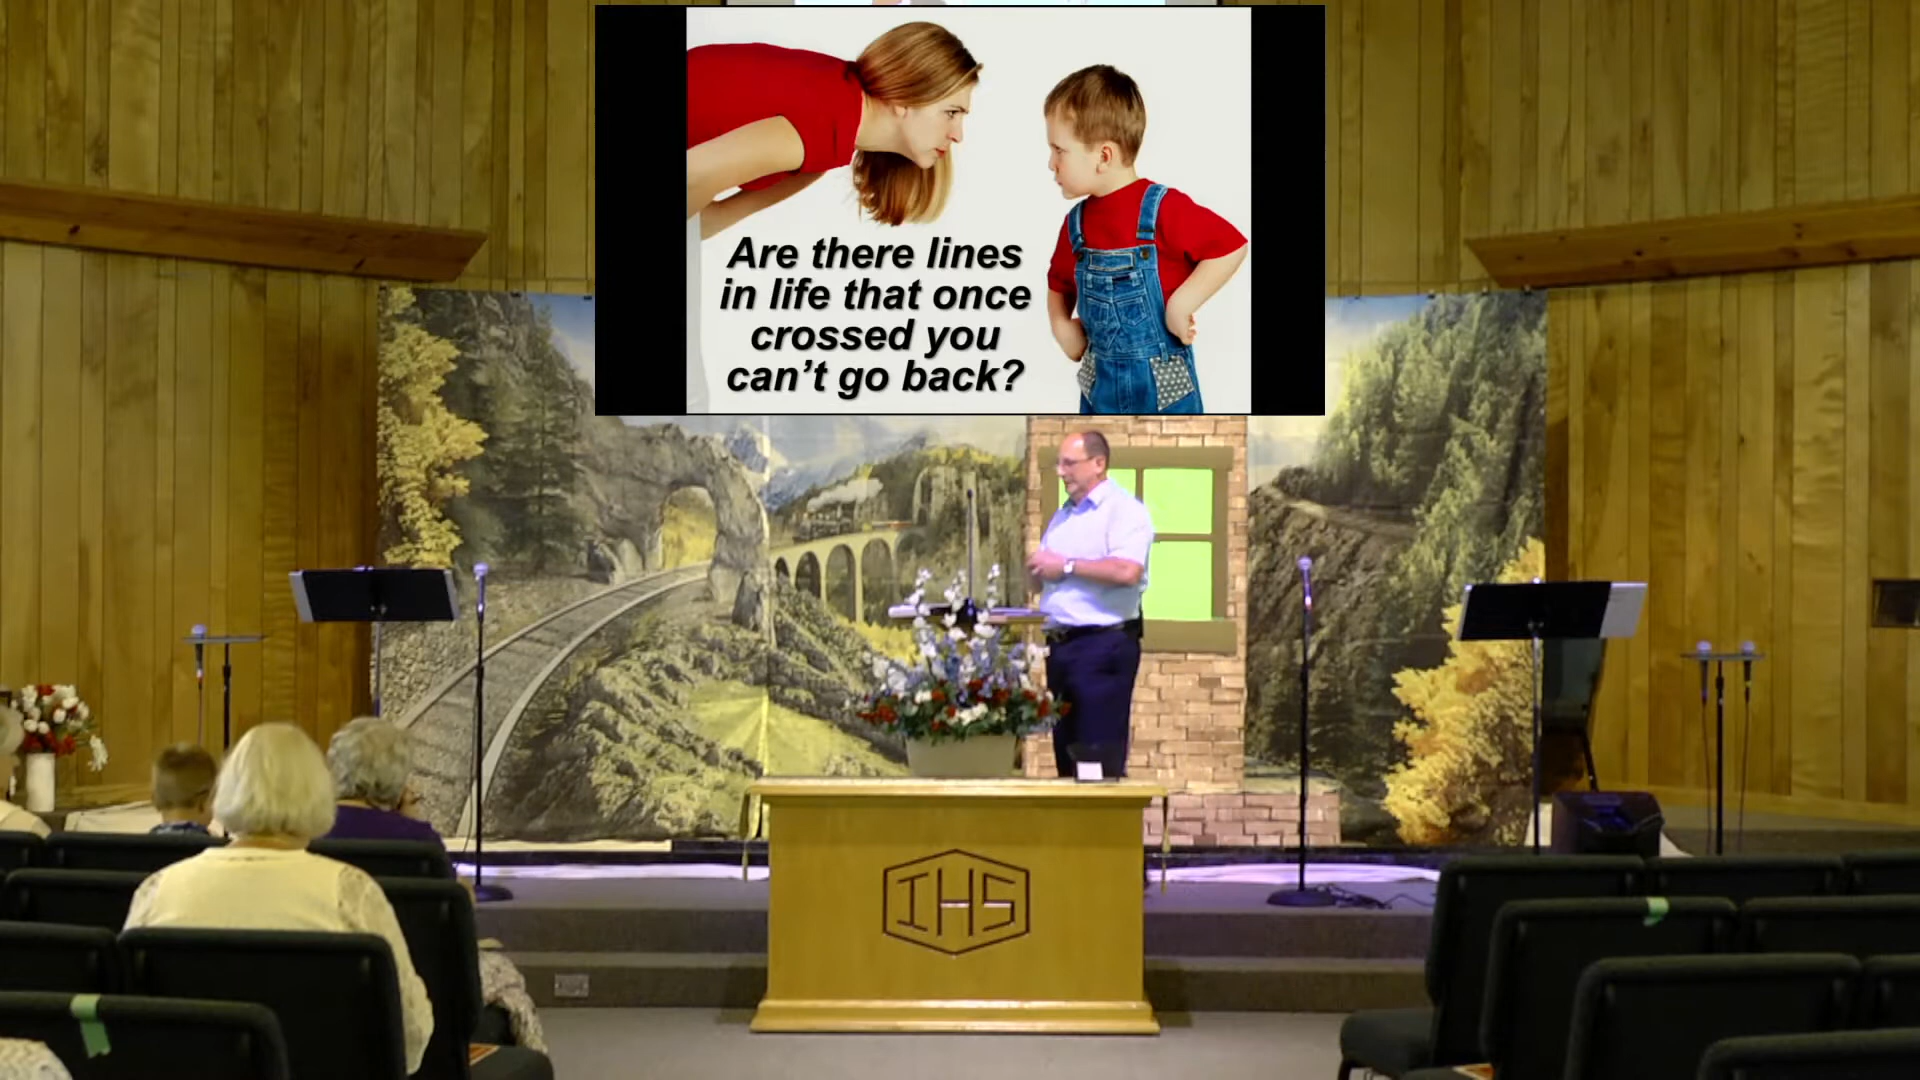 Are there lines
in life that once
crossed you
can't go back?
IHS